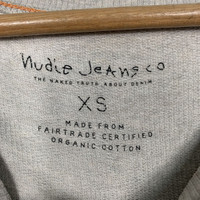 Nudie Jeans co
THE NAKED TRUTH ABOUT DENIM
XS
MADE FROM
FAIRTRADE CERTIFIED
ORGANIC COTTON